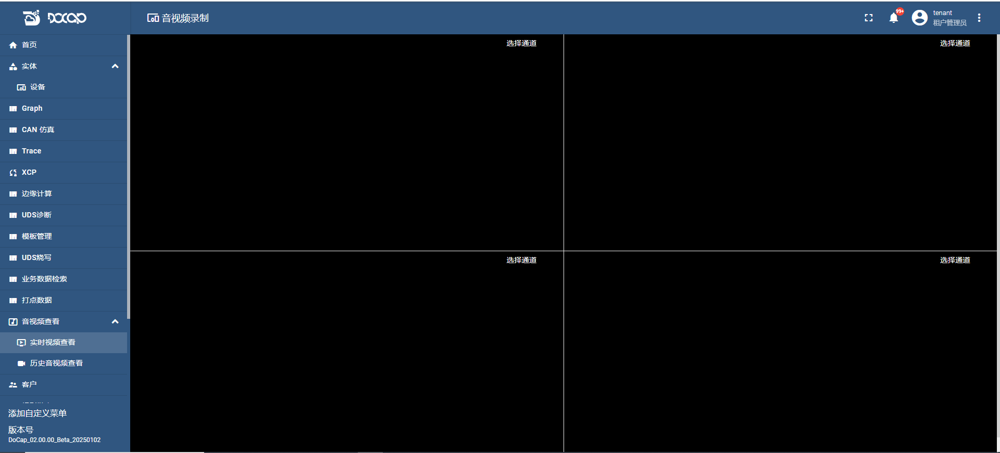 DOCAP
音视频录制
99+
tenant
租户管理员
首页
实体
设备
Graph
CAN 仿真
Trace
XCP
边缘计算
UDS诊断
模板管理
UDS烧写
业务数据检索
打点数据
音视频查看
实时视频查看
历史音视频查看
客户
添加自定义菜单
版本号
DoCap_02.00.00_Beta_20250102
选择通道
选择通道
选择通道
选择通道